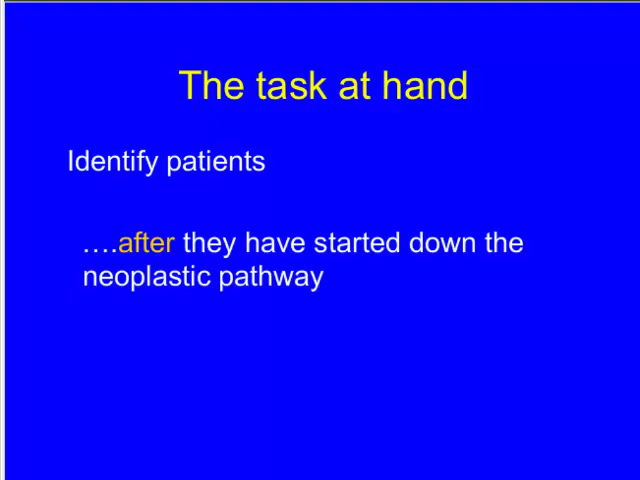 The task at hand
Identify patients
….after they have started down the
neoplastic pathway